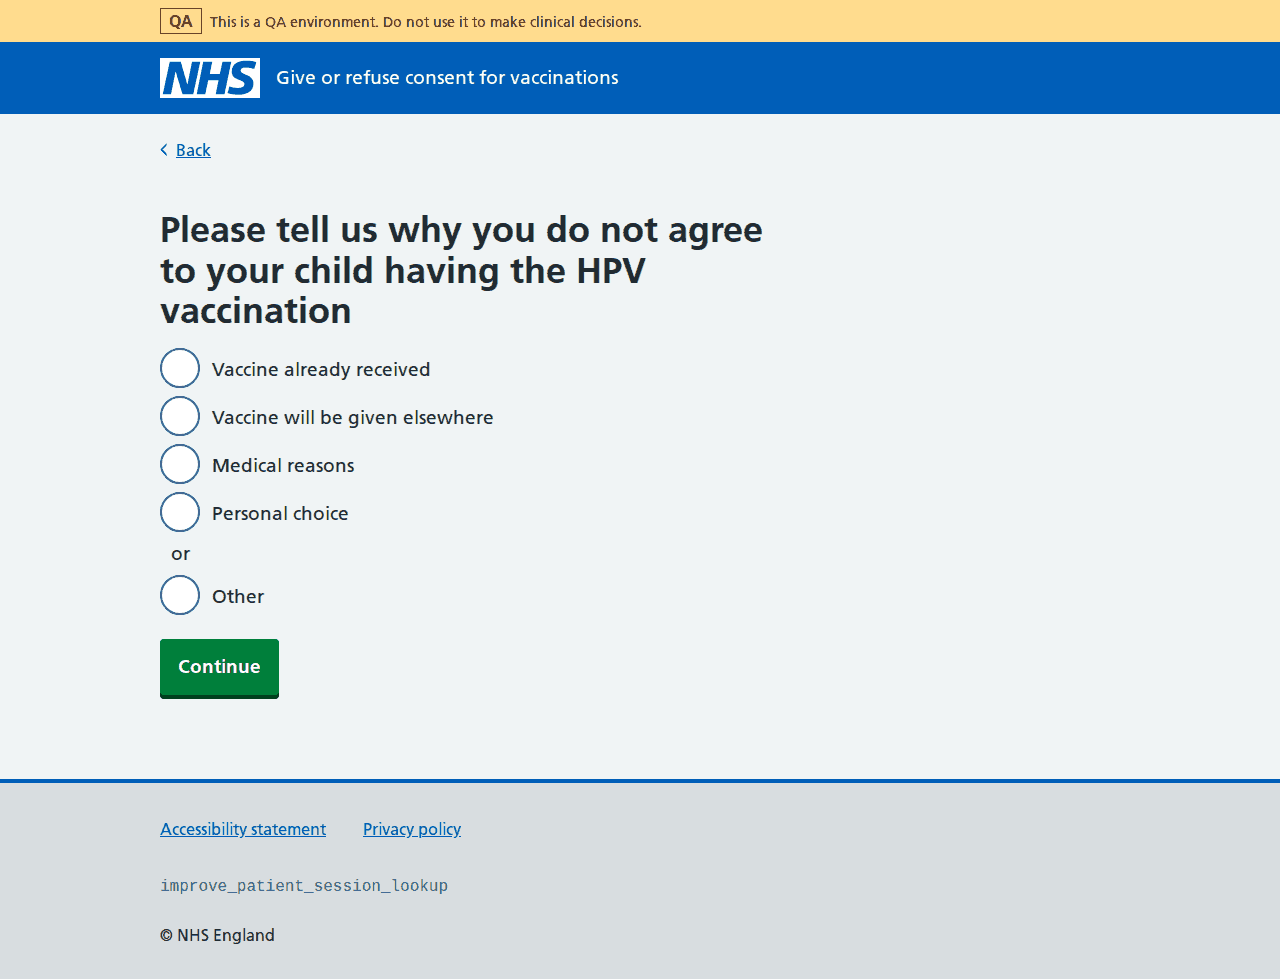 QA This is a QA environment. Do not use it to make clinical decisions.
NHS Give or refuse consent for vaccinations
Back
Please tell us why you do not agree
to your child having the HPV
vaccination
Vaccine already received
Vaccine will be given elsewhere
Medical reasons
Personal choice
or
Other
Continue
Accessibility statement Privacy policy
improve_patient_session_lookup
© NHS England